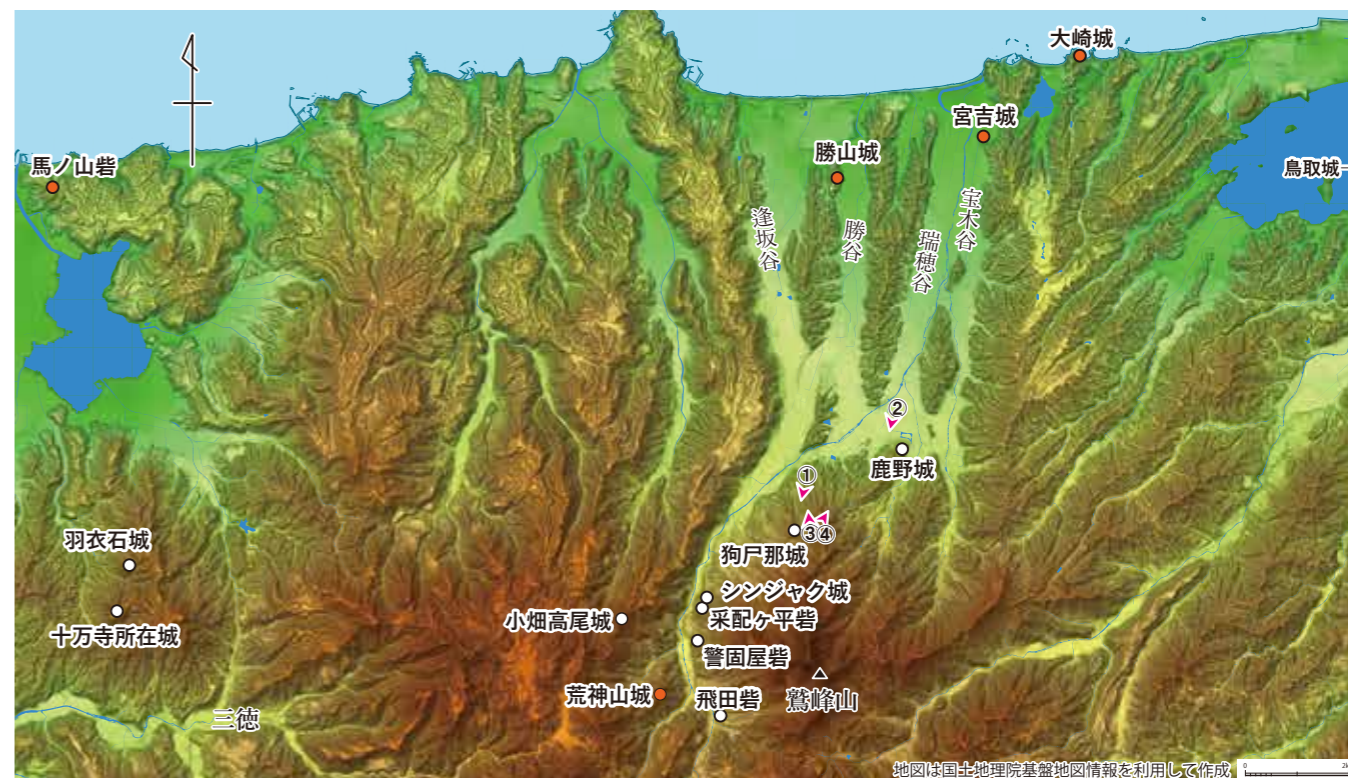 大崎城
宮吉城
勝山城
馬ノ山砦
鳥取城
逢坂谷
勝谷
瑞穂谷
宝木谷
②
鹿野城
①
③④
狗尸那城
羽衣石城
シンジャク城
采配ヶ平砦
小畑高尾城
十万寺所在城
警固屋砦
荒神山城
飛田砦
鷲峰山
三徳
地図は国土地理院基盤地図情報を利用して作成
0